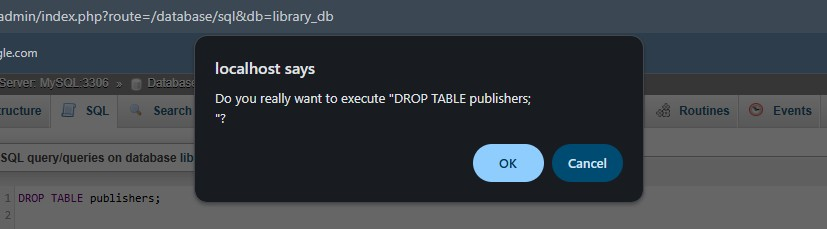 admin/index.php?route=/database/sql&db=library_db
gle.com
Server: MySQL:3306 » Database
ructure SQL Search Routines Events
SQL query/queries on database lib
1 DROP TABLE publishers;
2
localhost says
Do you really want to execute "DROP TABLE publishers;
"?
OK Cancel